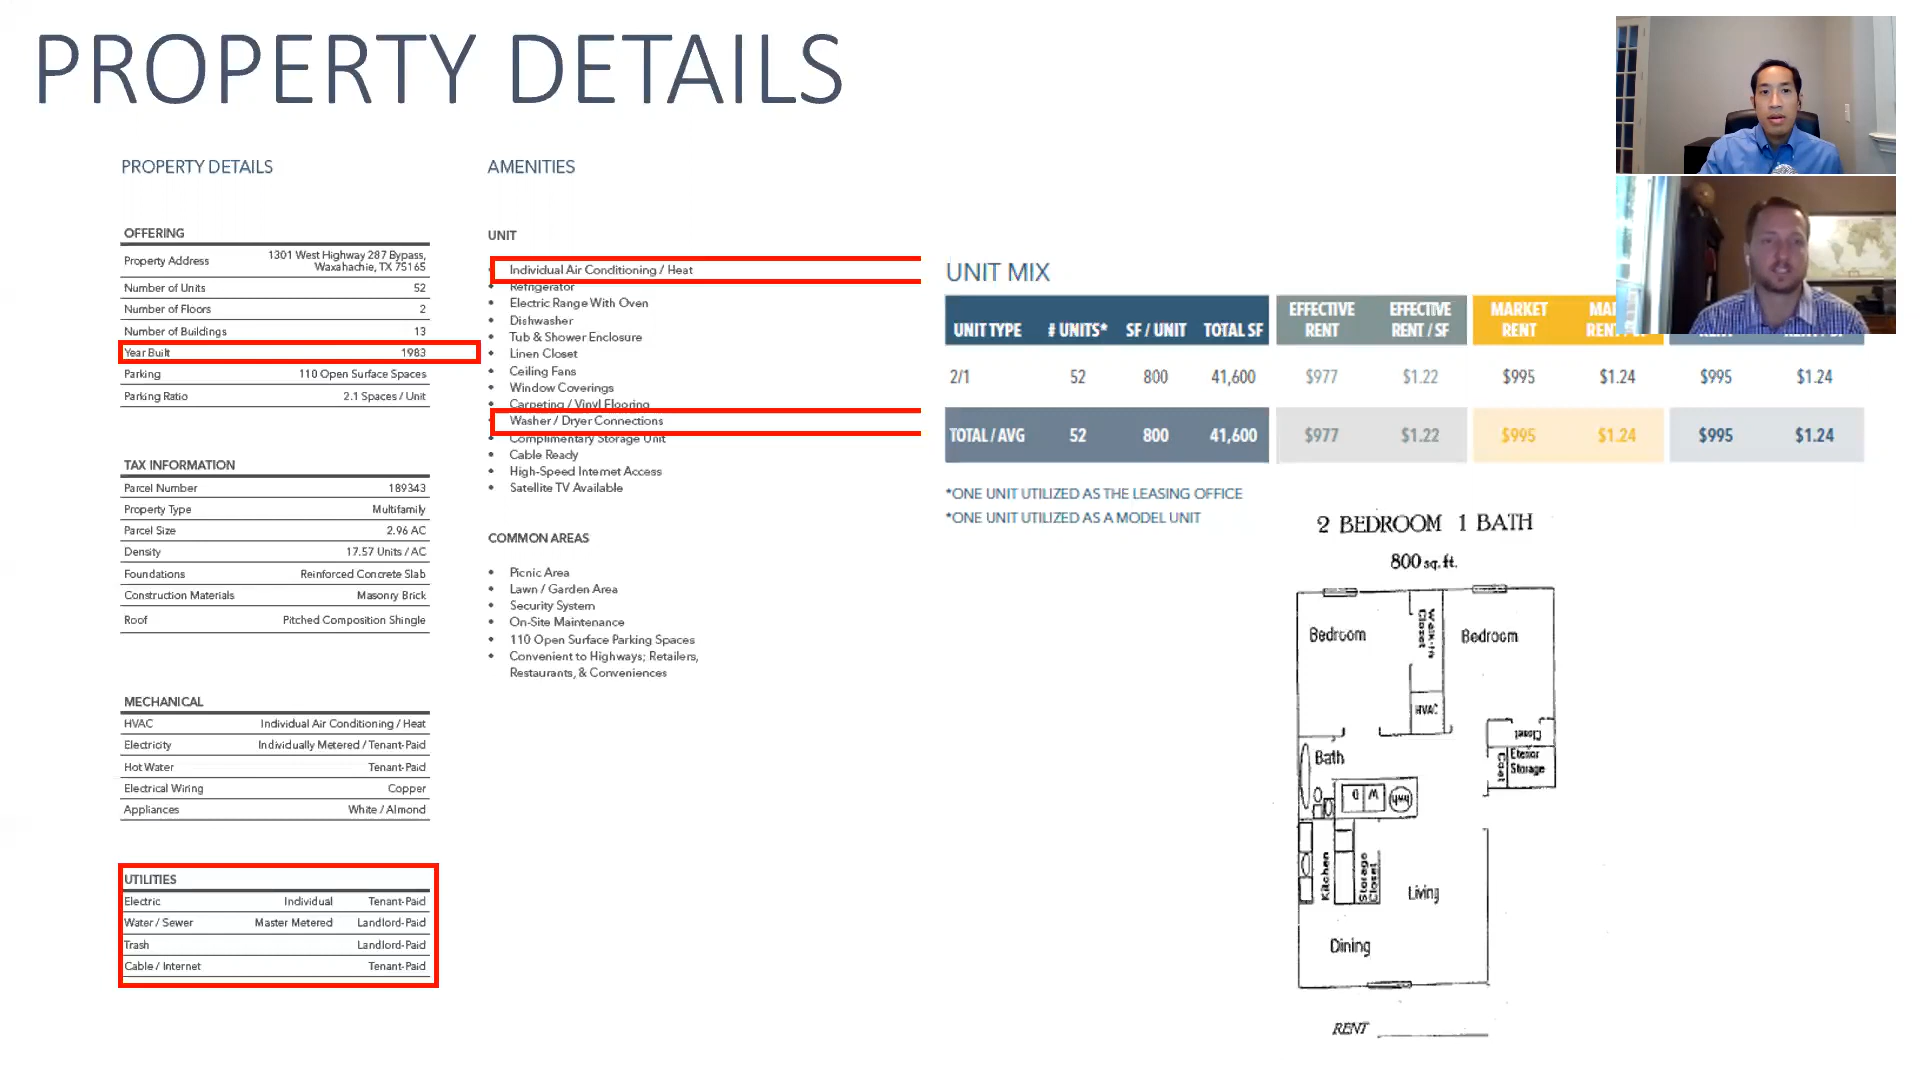 PROPERTY DETAILS
PROPERTY DETAILS
OFFERING
Property Address 1301 West Highway 287 Bypass,
Waxahachie, TX 75165
Number of Units 52
Number of Floors 2
Number of Buildings 13
Year Built 1983
Parking 110 Open Surface Spaces
Parking Ratio 2.1 Spaces / Unit
TAX INFORMATION
Parcel Number 189343
Property Type Multifamily
Parcel Size 2.96 AC
Density 17.57 Units / AC
Foundations Reinforced Concrete Slab
Construction Materials Masonry Brick
Roof Pitched Composition Shingle
MECHANICAL
HVAC Individual Air Conditioning / Heat
Electricity Individually Metered / Tenant-Paid
Hot Water Tenant-Paid
Electrical Wiring Copper
Appliances White / Almond
UTILITIES
Electric Individual Tenant-Paid
Water / Sewer Master Metered Landlord-Paid
Trash Landlord-Paid
Cable / Internet Tenant-Paid
AMENITIES
UNIT
• Individual Air Conditioning / Heat
• Refrigerator
• Electric Range With Oven
• Dishwasher
• Tub & Shower Enclosure
• Linen Closet
• Ceiling Fans
• Window Coverings
• Carpeting / Vinyl Flooring
• Washer / Dryer Connections
• Complimentary Storage Unit
• Cable Ready
• High-Speed Internet Access
• Satellite TV Available
COMMON AREAS
• Picnic Area
• Lawn / Garden Area
• Security System
• On-Site Maintenance
• 110 Open Surface Parking Spaces
• Convenient to Highways; Retailers,
Restaurants, & Conveniences
UNIT MIX
UNIT TYPE # UNITS* SF / UNIT TOTAL SF EFFECTIVE RENT EFFECTIVE RENT / SF MARKET RENT
2/1 52 800 41,600 $977 $1.22 $995 $1.24 $995 $1.24
TOTAL / AVG 52 800 41,600 $977 $1.22 $995 $1.24 $995 $1.24
*ONE UNIT UTILIZED AS THE LEASING OFFICE
*ONE UNIT UTILIZED AS A MODEL UNIT
2 BEDROOM 1 BATH
800 sq. ft.
Bedroom
Walk-In
Closet
Bedroom
HVAC
Closet
Bath
Coat
Exterior
Storage
D W
HWH
Kitchen
Storage
Closet
Living
Dining
RENT